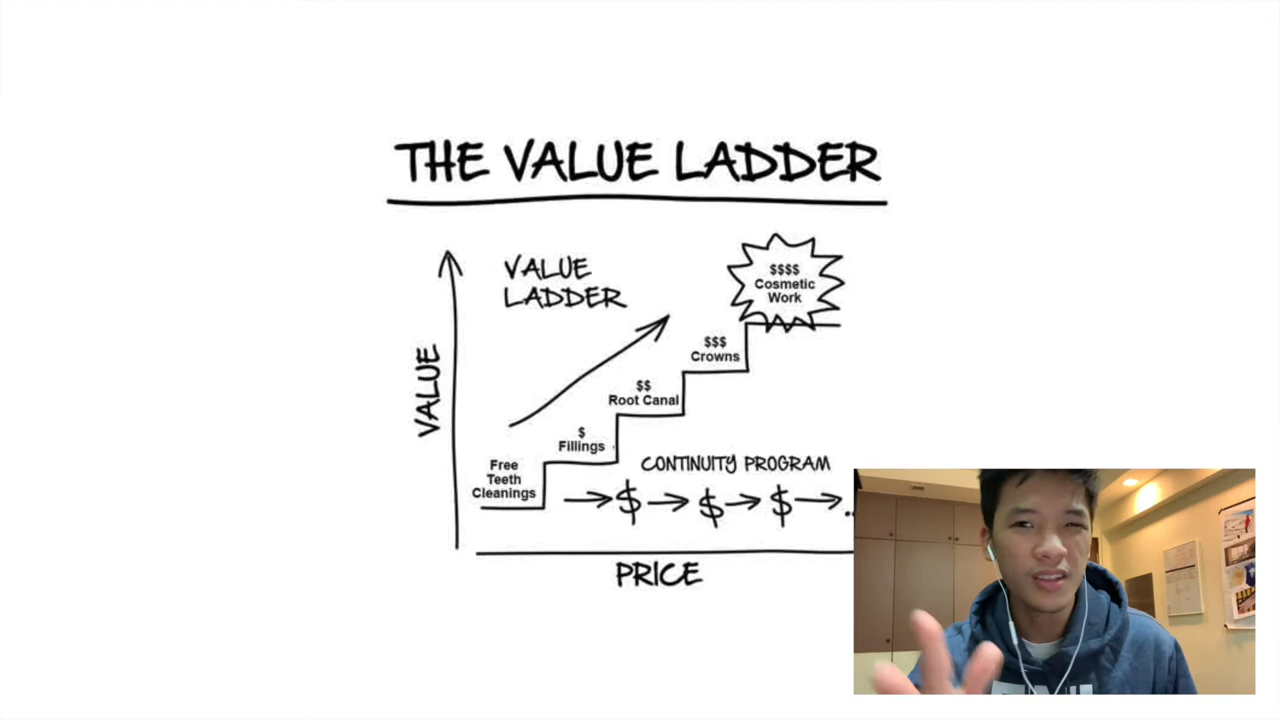 THE VALUE LADDER
VALUE
LADDER
$$$$
Cosmetic
Work
$$$
Crowns
$$
Root Canal
$
Fillings
Free
Teeth
Cleanings
CONTINUITY PROGRAM
→ $ → $ → $ → ..
VALUE
PRICE